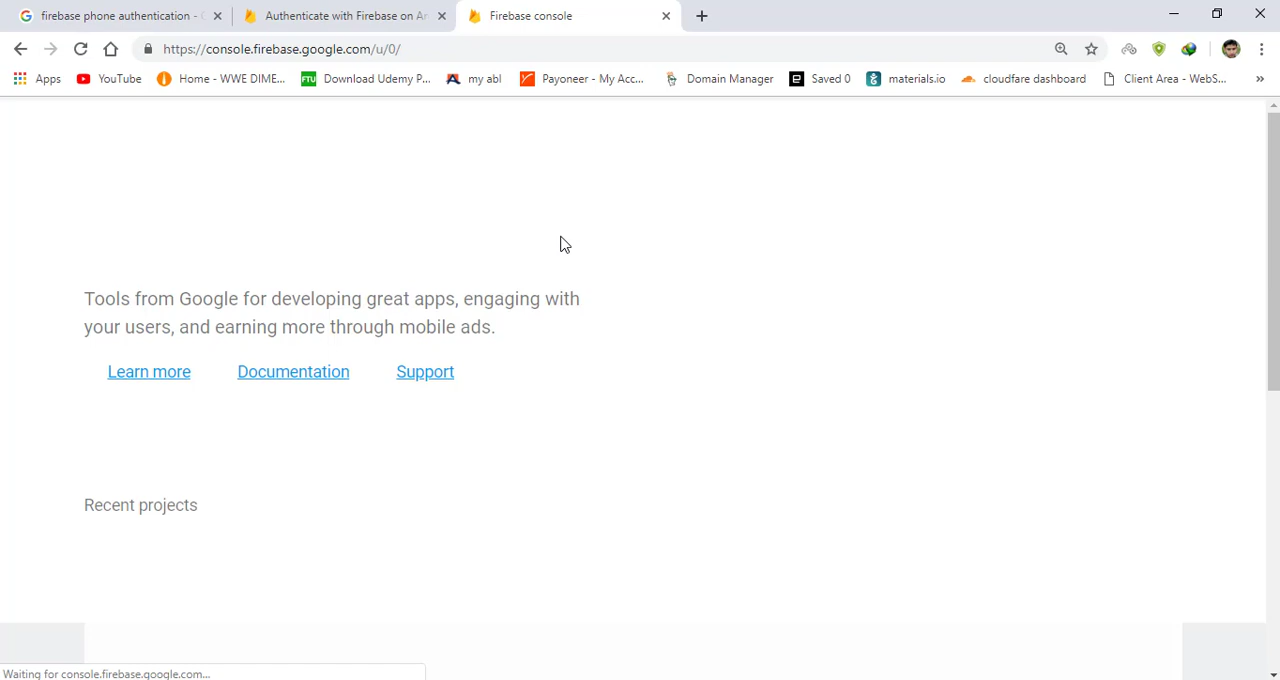 firebase phone authentication -
Authenticate with Firebase on An
Firebase console
https://console.firebase.google.com/u/0/
Apps
YouTube
Home - WWE DIME...
FTU
Download Udemy P...
my abl
Payoneer - My Acc...
Domain Manager
Saved 0
materials.io
cloudfare dashboard
Client Area - WebS...
»
Tools from Google for developing great apps, engaging with
your users, and earning more through mobile ads.
Learn more
Documentation
Support
Recent projects
Waiting for console.firebase.google.com...